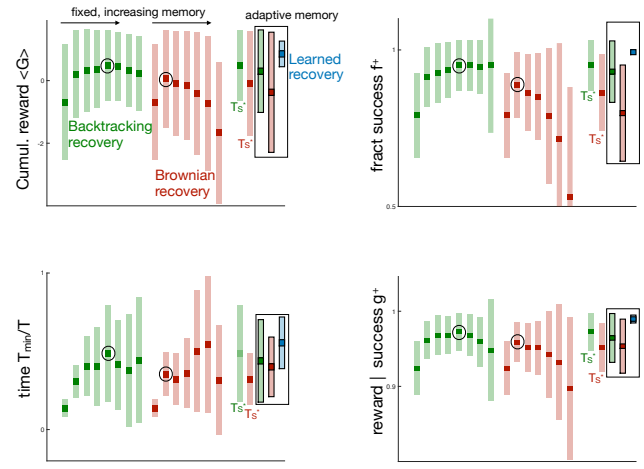 fixed, increasing memory
adaptive memory
Cumul. reward <G>
0
-2
Backtracking
recovery
Brownian
recovery
Learned
recovery
Ts*
Ts*
fract success f⁺
1
0.5
Ts*
Ts*
time Tmin/T
1
0
Ts*
Ts*
reward | success g⁺
1
0.9
Ts*
Ts*